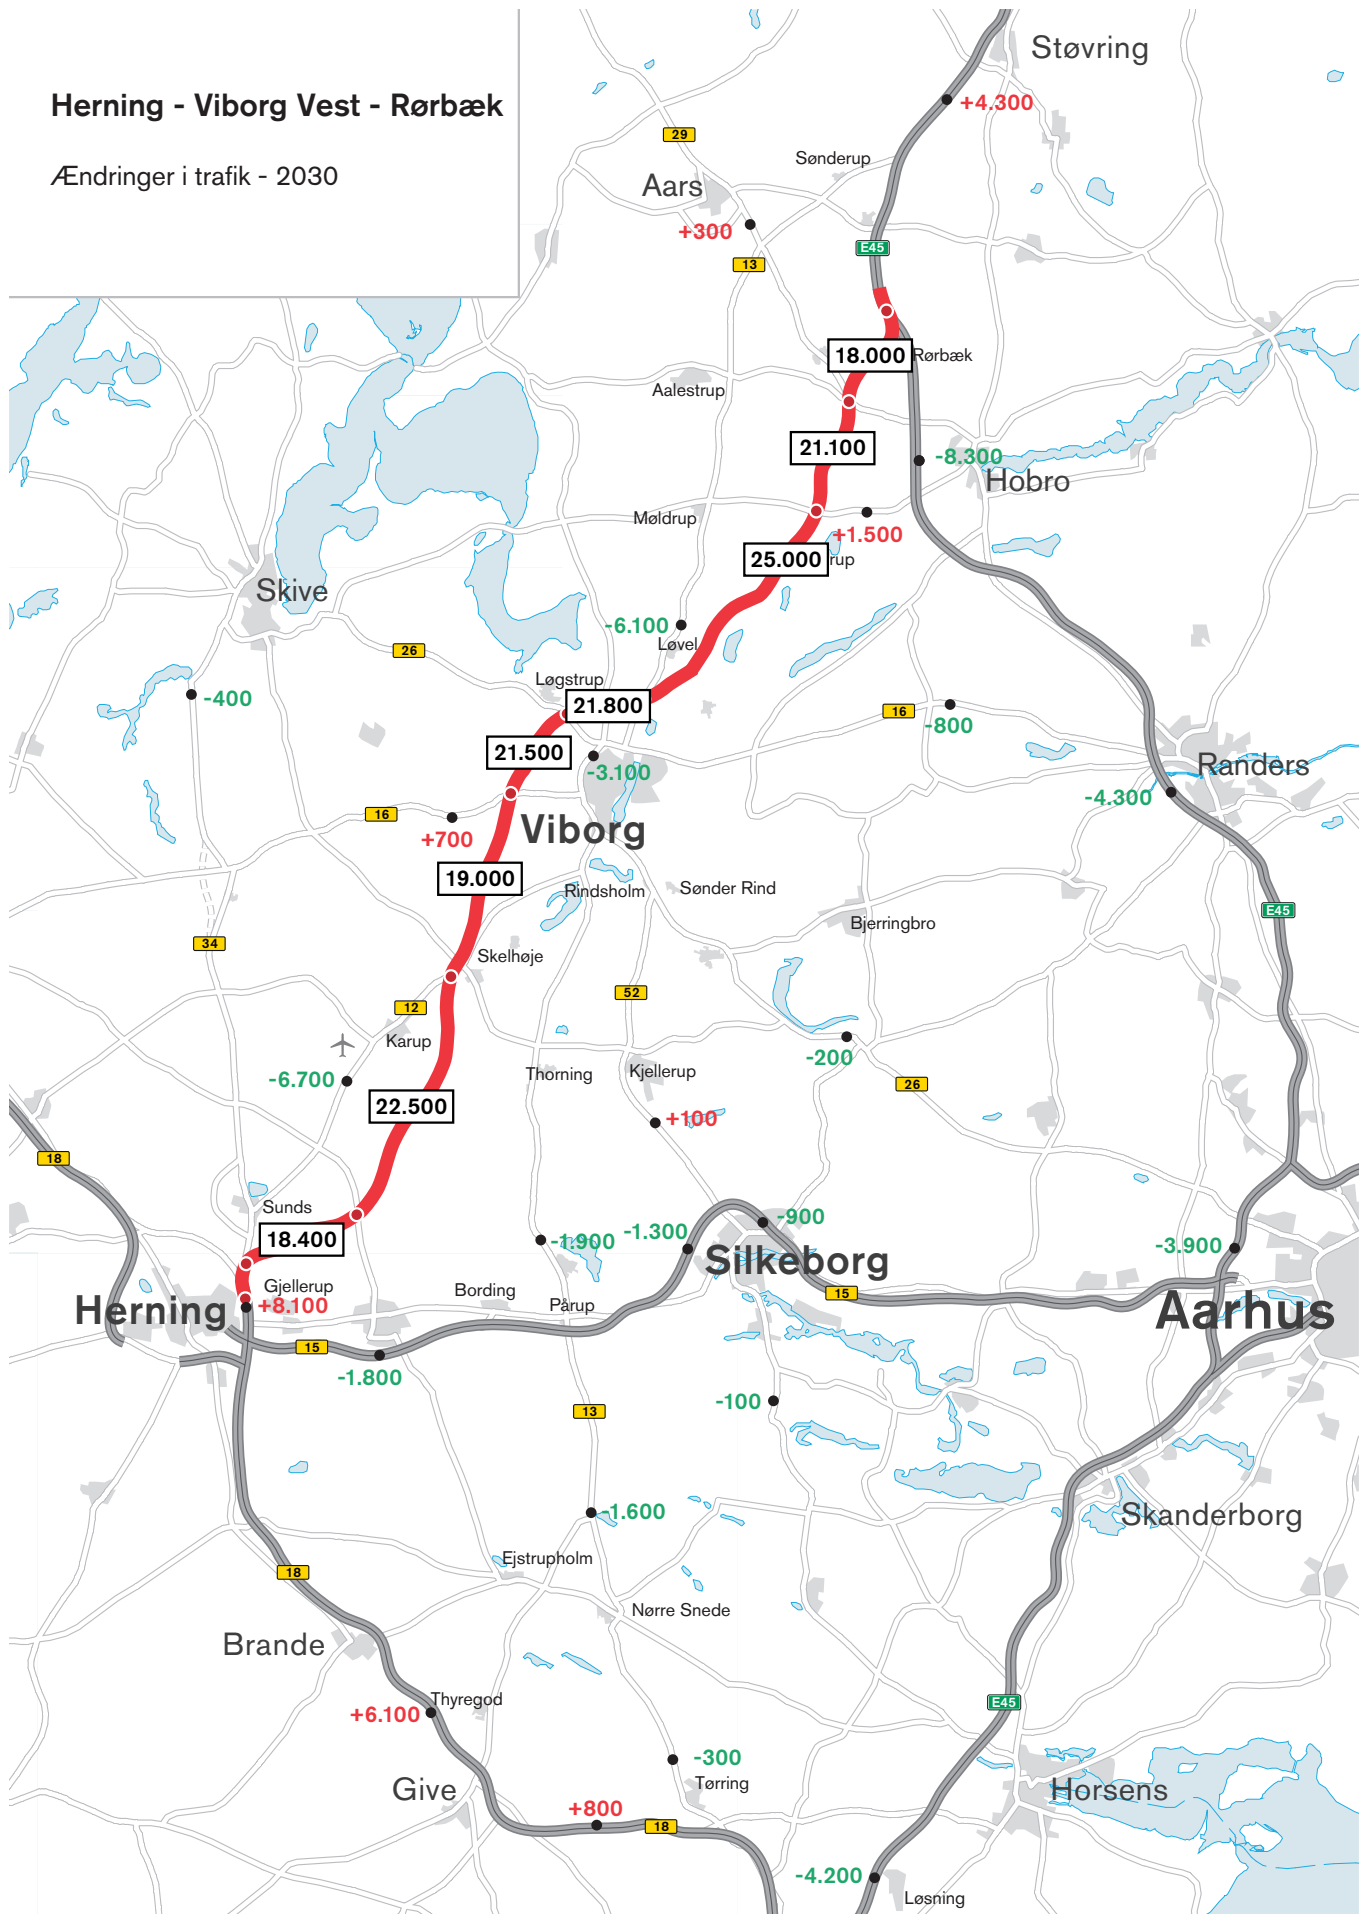 Støvring
Herning - Viborg Vest - Rørbæk
+4.300
29
Sønderup
Ændringer i trafik - 2030
Aars
+300
E45
13
18.000
Rørbæk
Aalestrup
21.100
-8.300
Hobro
Møldrup
+1.500
25.000
rup
Skive
-6.100
Løvel
26
Løgstrup
-400
21.800
16
-800
21.500
-3.100
Randers
-4.300
16
+700
Viborg
19.000
Rindsholm
Sønder Rind
E45
Bjerringbro
34
Skelhøje
52
12
Karup
-200
-6.700
Thorning
Kjellerup
26
22.500
+100
18
Sunds
-900
18.400
-1.900
-1.300
-3.900
Silkeborg
Gjellerup
Bording
15
+8.100
Pårup
Herning
Aarhus
15
-1.800
-100
13
-1.600
Skanderborg
Ejstrupholm
18
Nørre Snede
Brande
Thyregod
E45
+6.100
-300
Tørring
Give
Horsens
+800
18
-4.200
Løsning